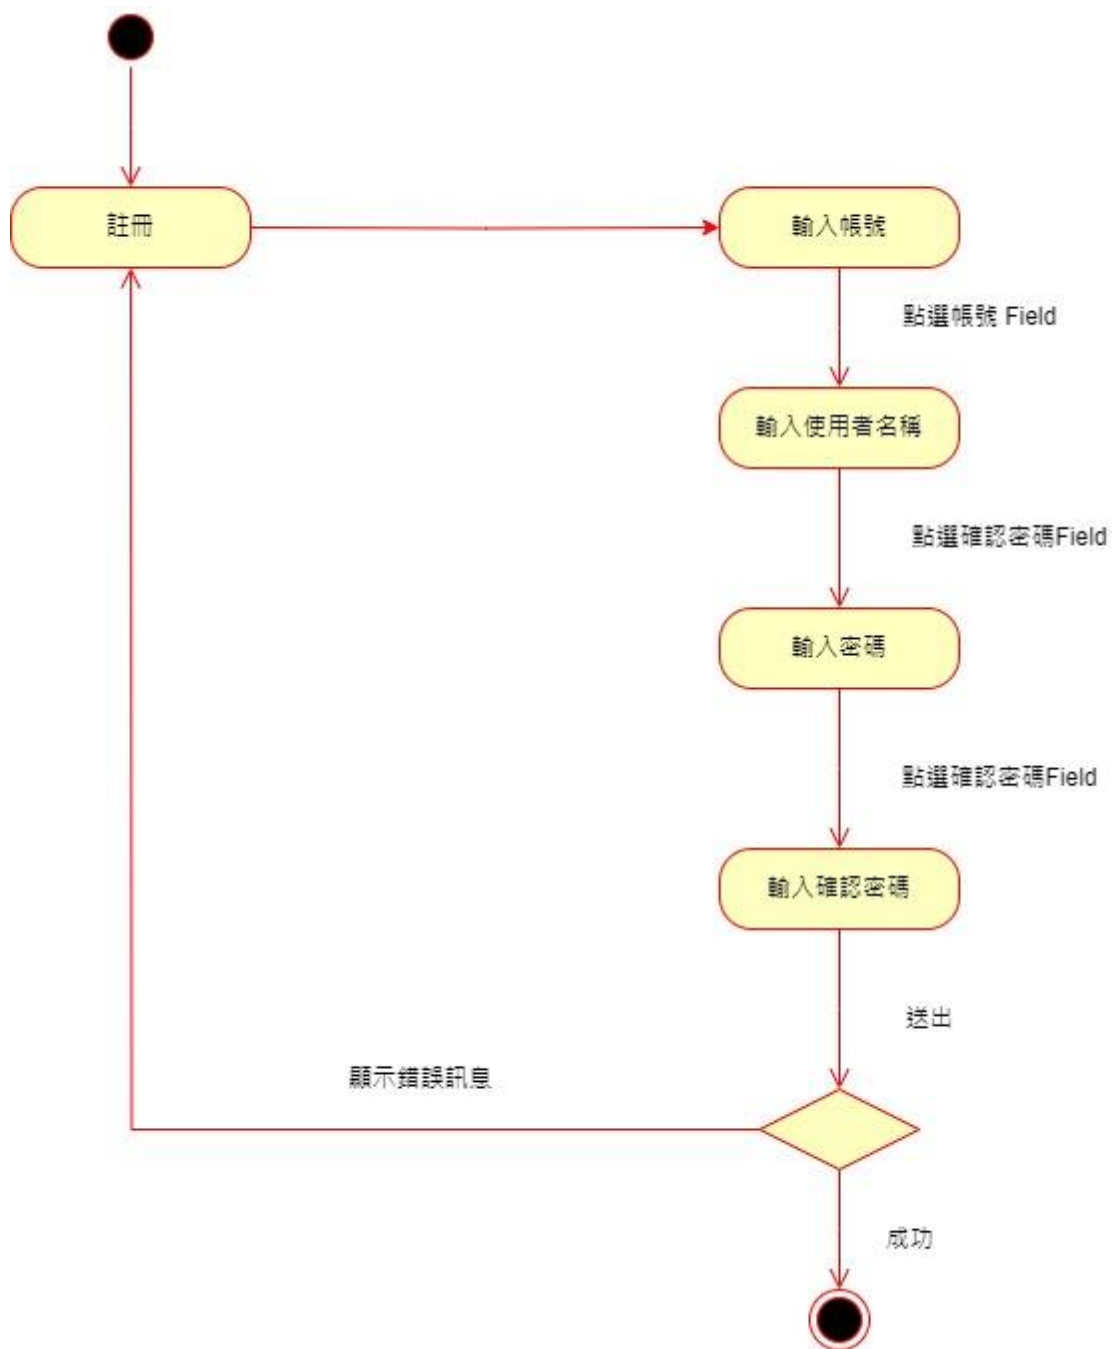 註冊
輸入帳號
點選帳號 Field
輸入使用者名稱
點選確認密碼Field
輸入密碼
點選確認密碼Field
輸入確認密碼
送出
顯示錯誤訊息
成功